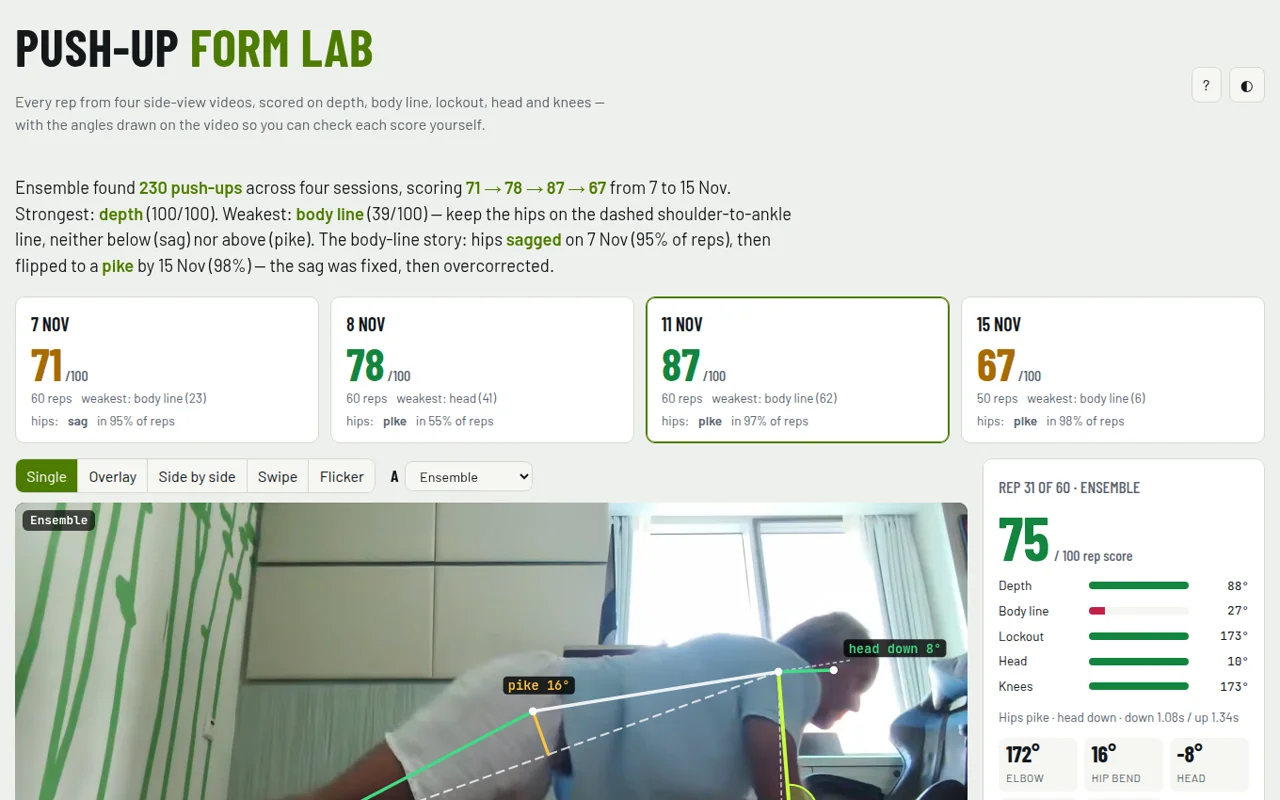 PUSH-UP FORM LAB
Every rep from four side-view videos, scored on depth, body line, lockout, head and knees —
with the angles drawn on the video so you can check each score yourself.
?
Ensemble found 230 push-ups across four sessions, scoring 71 → 78 → 87 → 67 from 7 to 15 Nov.
Strongest: depth (100/100). Weakest: body line (39/100) — keep the hips on the dashed shoulder-to-ankle
line, neither below (sag) nor above (pike). The body-line story: hips sagged on 7 Nov (95% of reps), then
flipped to a pike by 15 Nov (98%) — the sag was fixed, then overcorrected.
7 NOV
71 /100
60 reps weakest: body line (23)
hips: sag in 95% of reps
8 NOV
78 /100
60 reps weakest: head (41)
hips: pike in 55% of reps
11 NOV
87 /100
60 reps weakest: body line (62)
hips: pike in 97% of reps
15 NOV
67 /100
50 reps weakest: body line (6)
hips: pike in 98% of reps
Single Overlay Side by side Swipe Flicker A Ensemble
Ensemble
head down 8°
pike 16°
REP 31 OF 60 · ENSEMBLE
75 / 100 rep score
Depth 88°
Body line 27°
Lockout 173°
Head 10°
Knees 173°
Hips pike · head down · down 1.08s / up 1.34s
172° 16° -8°
ELBOW HIP BEND HEAD